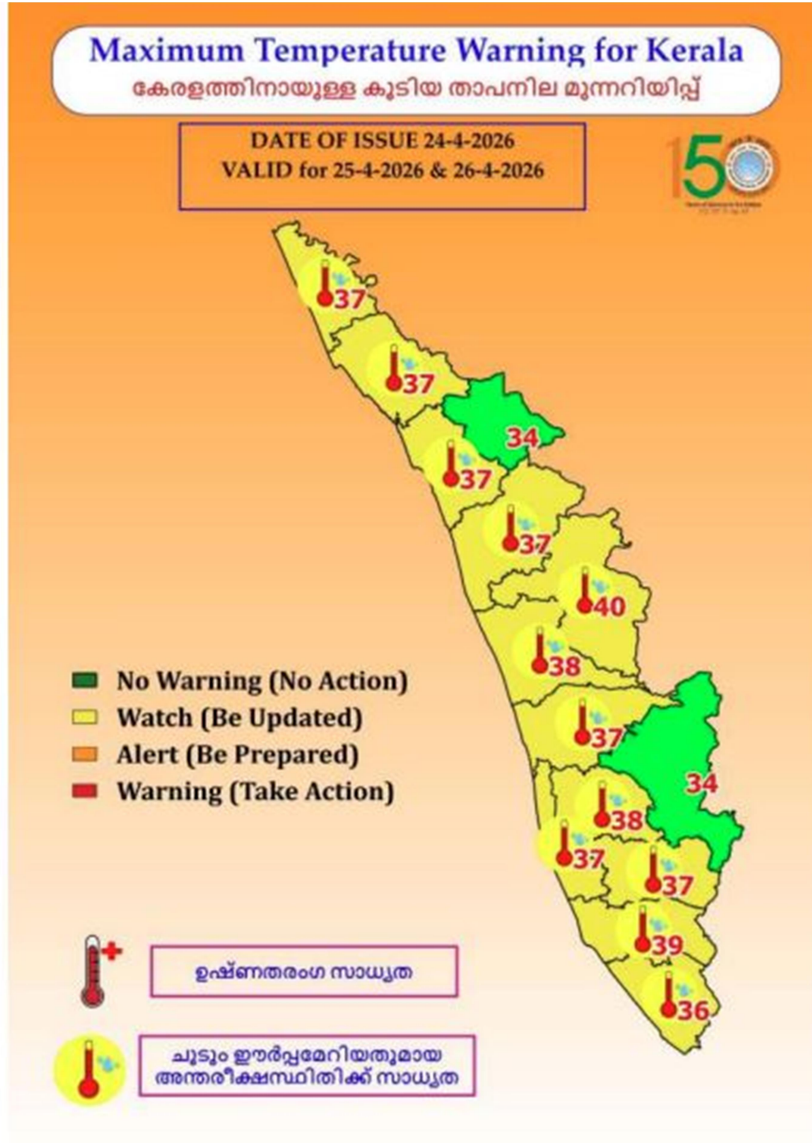 Maximum Temperature Warning for Kerala
കേരളത്തിനായുള്ള കൂടിയ താപനില മുന്നറിയിപ്പ്
DATE OF ISSUE 24-4-2026
VALID for 25-4-2026 & 26-4-2026
150
37
37
34
37
37
40
38
37
34
38
37
37
39
36
No Warning (No Action)
Watch (Be Updated)
Alert (Be Prepared)
Warning (Take Action)
ഉഷ്ണതരംഗ സാധ്യത
ചൂടും ഈർപ്പമേറിയതുമായ
അന്തരീക്ഷസ്ഥിതിക്ക് സാധ്യത